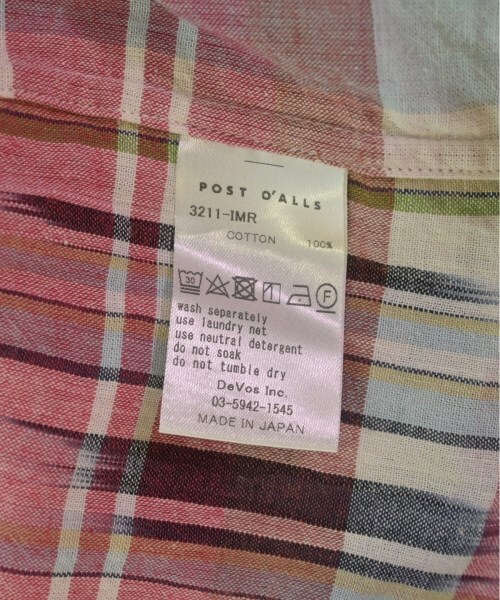 POST O'ALLS
3211-IMR
COTTON 100%
30 F
wash separately
use laundry net
use neutral detergent
do not soak
do not tumble dry
DeVos Inc.
03-5942-1545
MADE IN JAPAN